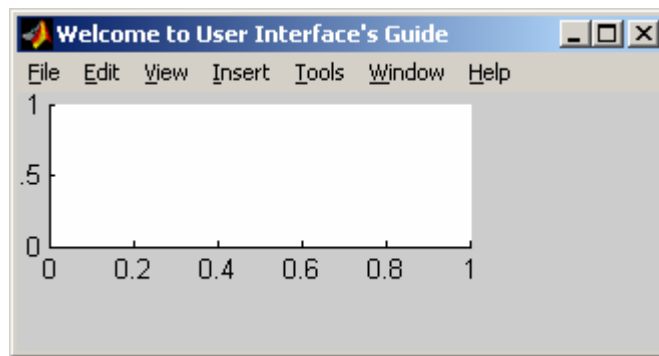 Welcome to User Interface's Guide
File Edit View Insert Tools Window Help
1
.5
0
0 0.2 0.4 0.6 0.8 1